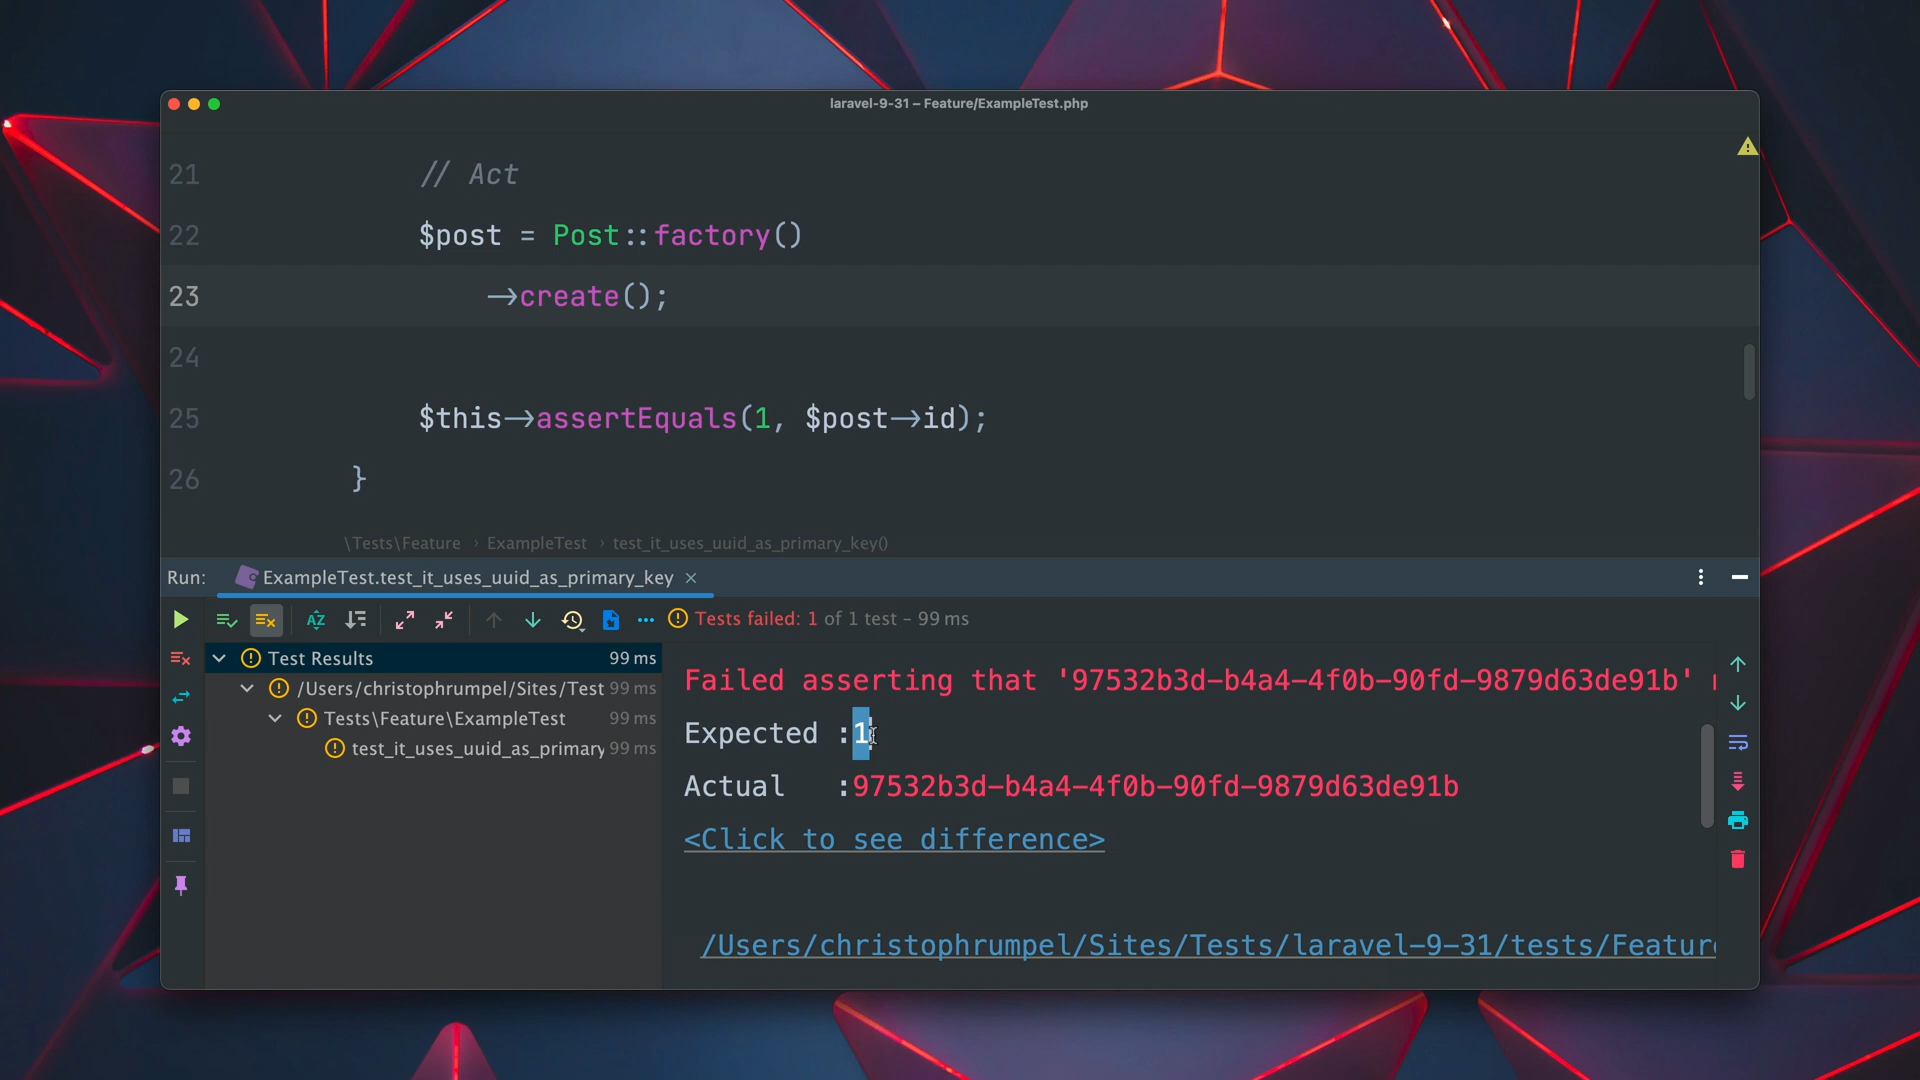 laravel-9-31 – Feature/ExampleTest.php
21 // Act
22 $post = Post::factory()
23 ->create();
24
25 $this->assertEquals(1, $post->id);
26 }
\Tests\Feature › ExampleTest › test_it_uses_uuid_as_primary_key()
Run: ExampleTest.test_it_uses_uuid_as_primary_key ×
Tests failed: 1 of 1 test – 99 ms
Test Results 99 ms
/Users/christophrumpel/Sites/Test 99 ms
Tests\Feature\ExampleTest 99 ms
test_it_uses_uuid_as_primary 99 ms
Failed asserting that '97532b3d-b4a4-4f0b-90fd-9879d63de91b'
Expected :1
Actual   :97532b3d-b4a4-4f0b-90fd-9879d63de91b
<Click to see difference>
/Users/christophrumpel/Sites/Tests/laravel-9-31/tests/Feature